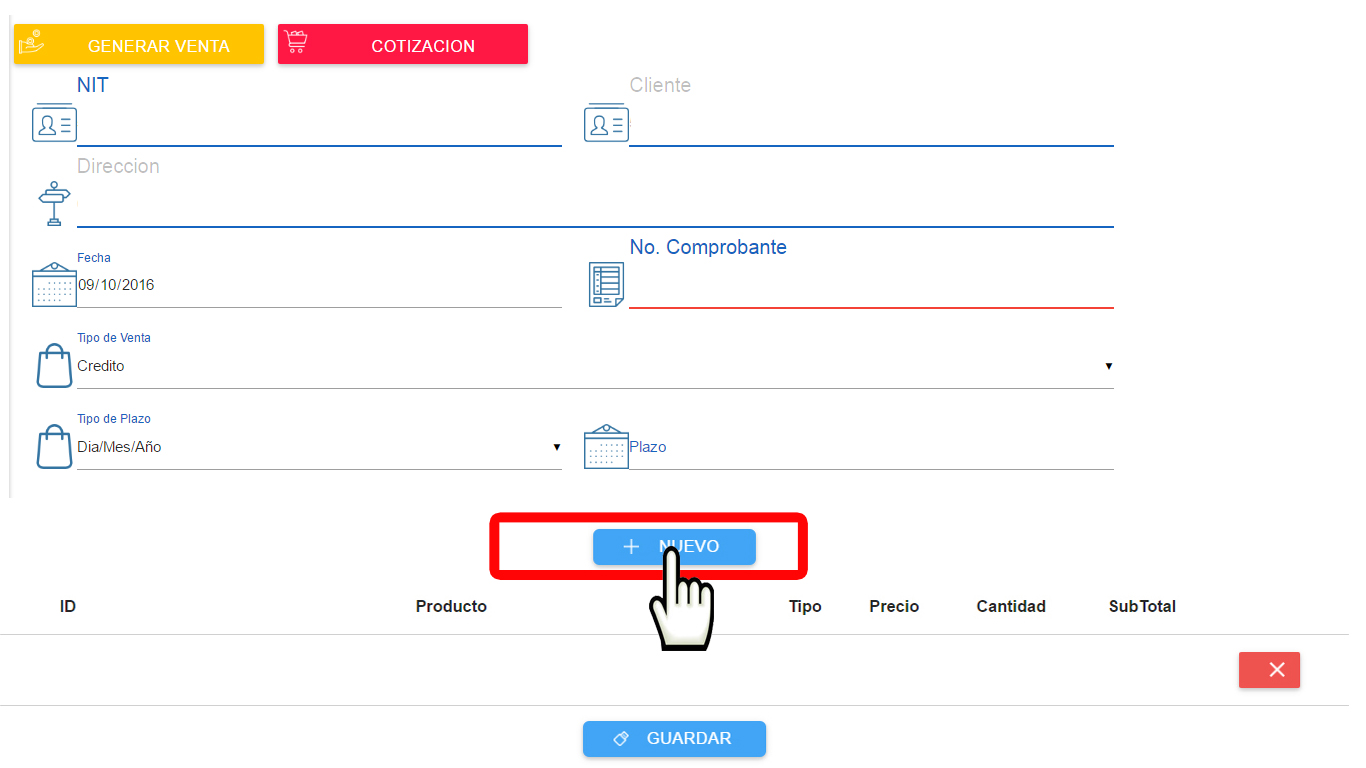 GENERAR VENTA COTIZACION
NIT Cliente
Direccion
No. Comprobante
Fecha
09/10/2016
Tipo de Venta
Credito
Tipo de Plazo
Dia/Mes/Año Plazo
NUEVO
ID Producto Tipo Precio Cantidad SubTotal
GUARDAR